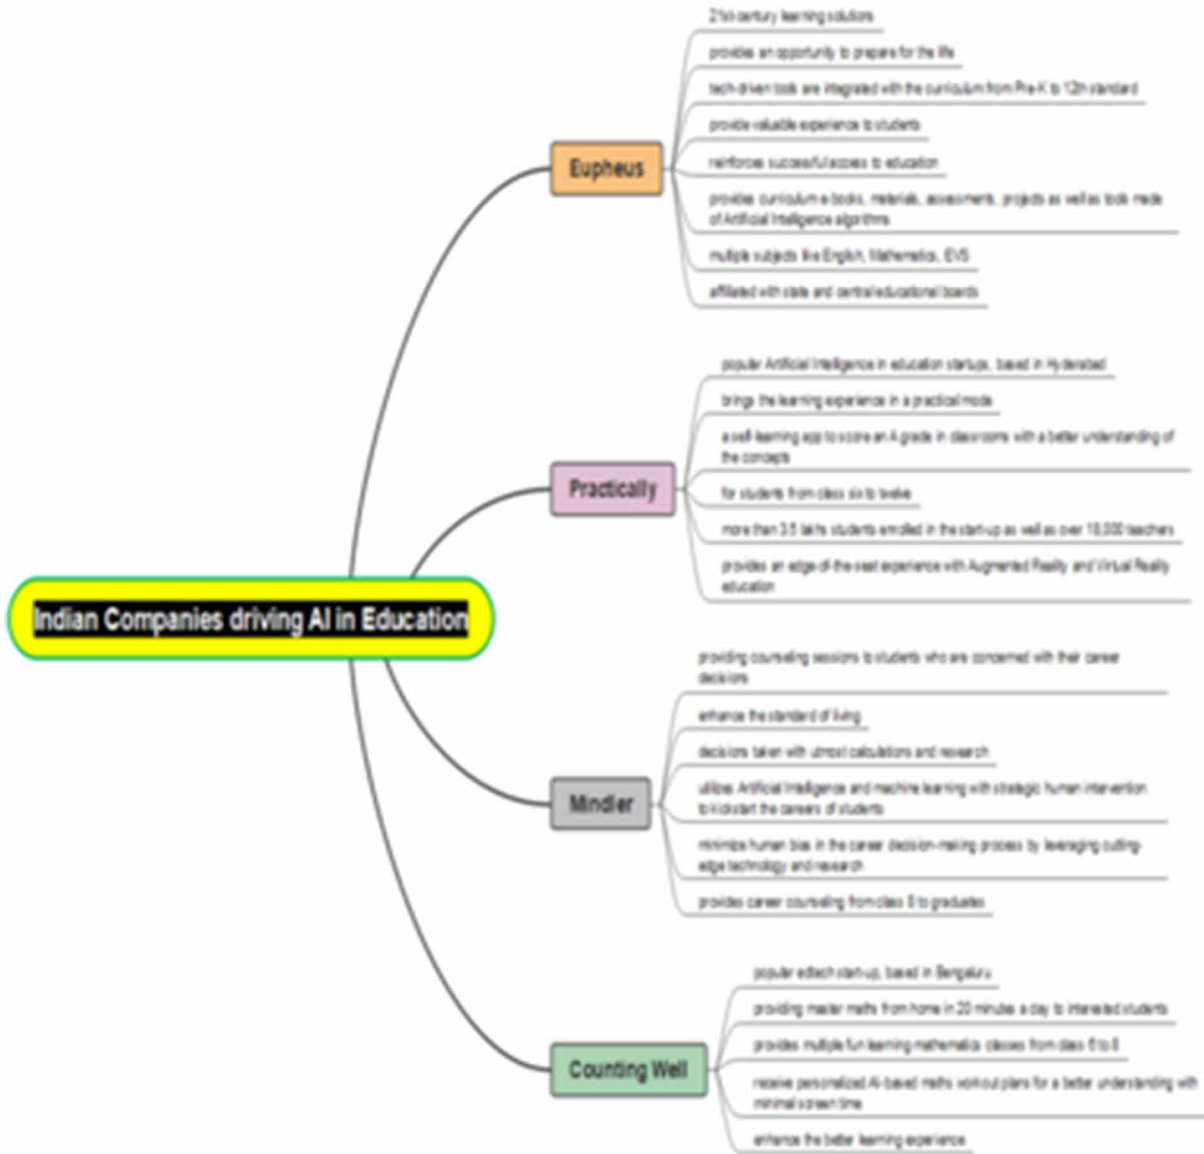 21st-century learning solutions
provides an opportunity to prepare for the life
tech-driven tools are integrated with the curriculum from Pre-K to 12th standard
provide valuable experience to students
reinforces successful access to education
Eupheus
provides curriculum e-books, materials, assessments, projects as well as tools made
of Artificial Intelligence algorithms
multiple subjects like English, Mathematics, EVS
affiliated with state and central educational boards
popular Artificial Intelligence in education startups, based in Hyderabad
brings the learning experience in a practical mode
a self-learning app to score an A grade in classrooms with a better understanding of
the concepts
Practically
for students from class six to twelve
more than 3.5 lakhs students enrolled in the start-up as well as over 18,000 teachers
provides an edge-of-the-seat experience with Augmented Reality and Virtual Reality
education
Indian Companies driving AI in Education
providing counseling sessions to students who are concerned with their career
decisions
enhance the standard of living
decisions taken with utmost calculations and research
Mindler
utilizes Artificial Intelligence and machine learning with strategic human intervention
to kickstart the careers of students
minimize human bias in the career decision-making process by leveraging cutting-
edge technology and research
provides career counseling from class 8 to graduates
popular edtech start-up, based in Bengaluru
providing master maths from home in 20 minutes a day to interested students
provides multiple fun learning mathematics classes from class 6 to 8
Counting Well
receive personalized AI-based maths workout plans for a better understanding with
minimal screen time
enhance the better learning experience